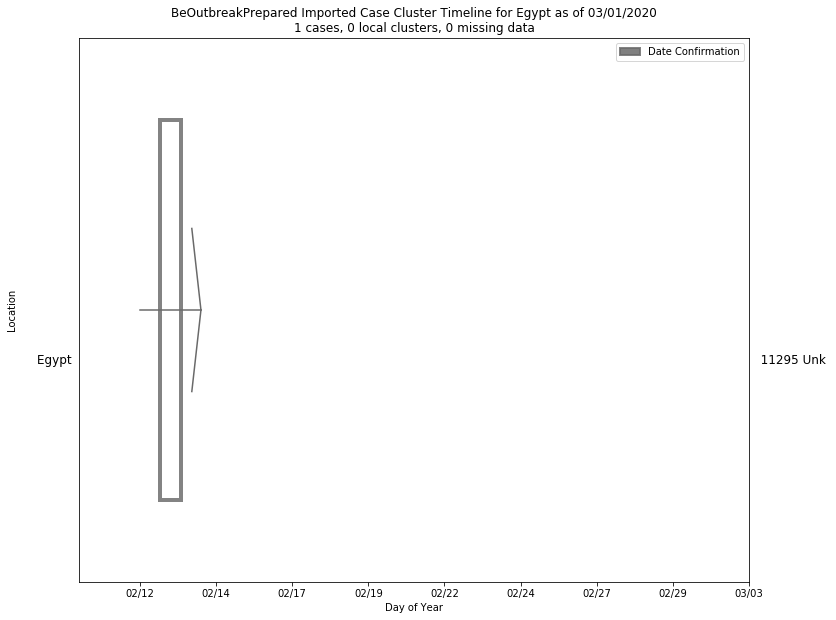 BeOutbreakPrepared Imported Case Cluster Timeline for Egypt as of 03/01/2020
1 cases, 0 local clusters, 0 missing data
Date Confirmation
Location
Egypt
11295 Unk
02/12 02/14 02/17 02/19 02/22 02/24 02/27 02/29 03/03
Day of Year